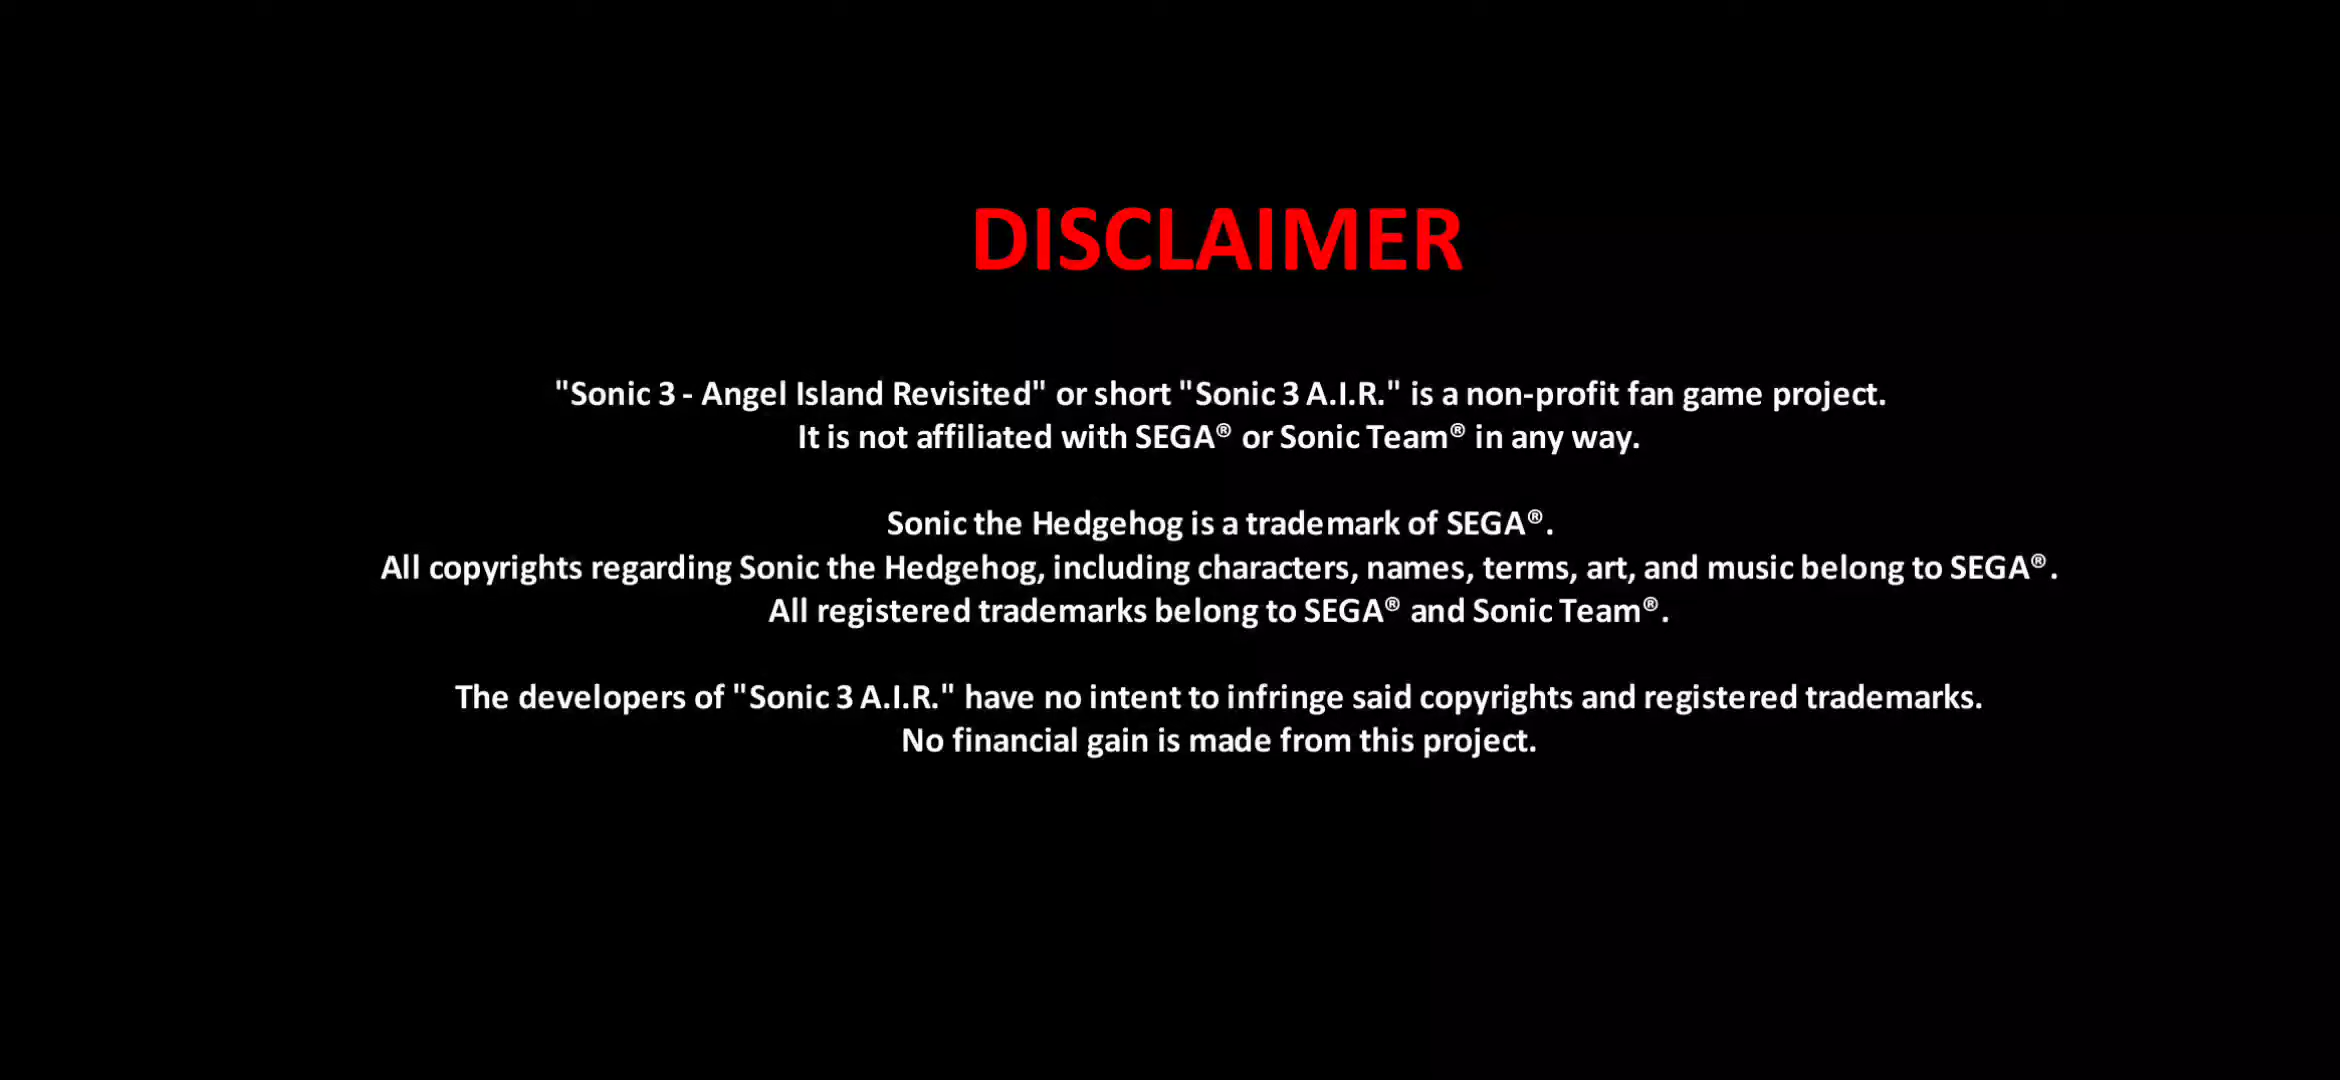 DISCLAIMER
"Sonic 3 - Angel Island Revisited" or short "Sonic 3 A.I.R." is a non-profit fan game project.
It is not affiliated with SEGA® or Sonic Team® in any way.
Sonic the Hedgehog is a trademark of SEGA®.
All copyrights regarding Sonic the Hedgehog, including characters, names, terms, art, and music belong to SEGA®.
All registered trademarks belong to SEGA® and Sonic Team®.
The developers of "Sonic 3 A.I.R." have no intent to infringe said copyrights and registered trademarks.
No financial gain is made from this project.